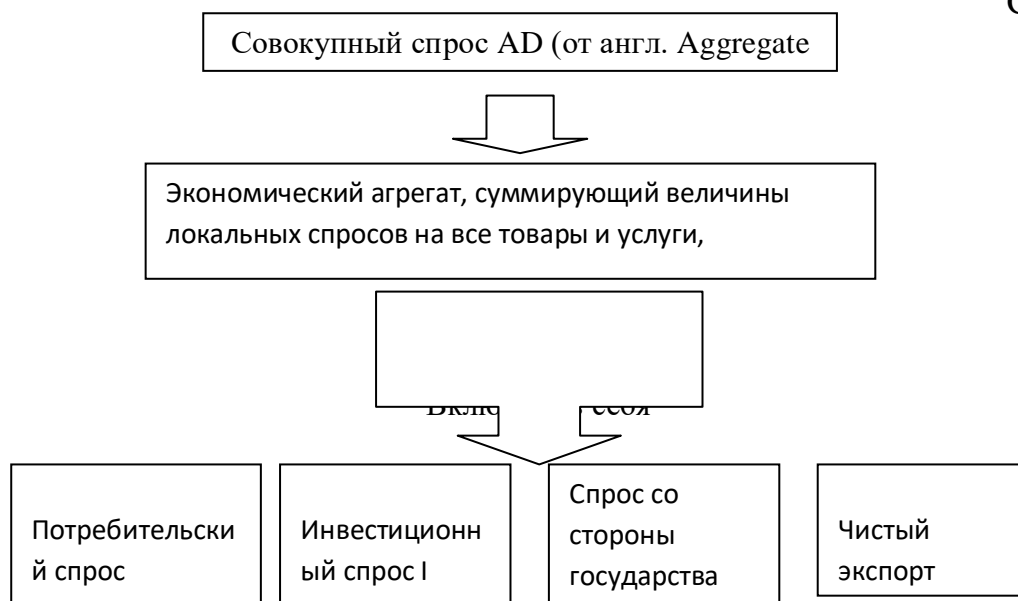 Совокупный спрос AD (от англ. Aggregate
Экономический агрегат, суммирующий величины
локальных спросов на все товары и услуги,
Потребительски
й спрос
Инвестиционн
ый спрос I
Спрос со
стороны
государства
Чистый
экспорт